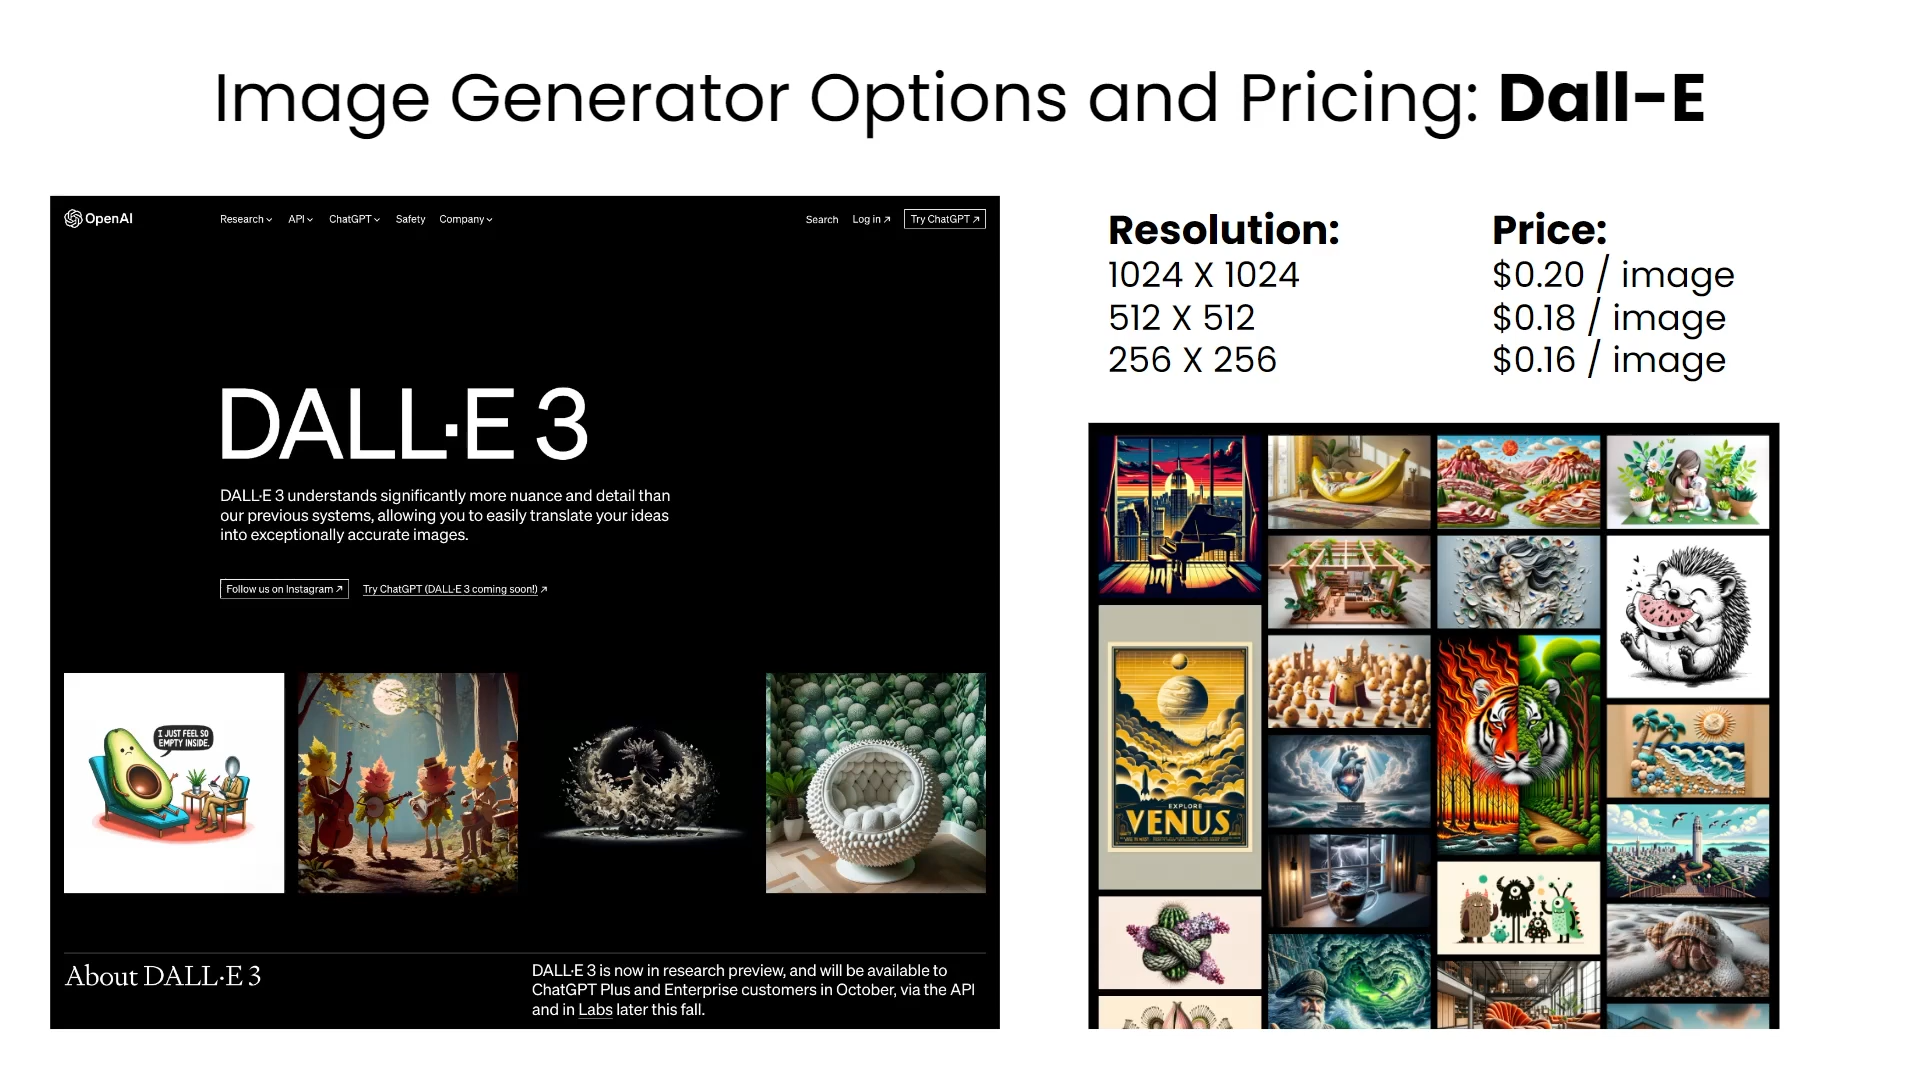 Image Generator Options and Pricing: Dall-E
OpenAI
Research
API
ChatGPT
Safety
Company
Search
Log in ↗
Try ChatGPT ↗
DALL·E 3
DALL·E 3 understands significantly more nuance and detail than
our previous systems, allowing you to easily translate your ideas
into exceptionally accurate images.
Follow us on Instagram ↗
Try ChatGPT (DALL·E 3 coming soon!) ↗
I JUST FEEL SO
EMPTY INSIDE.
About DALL·E 3
DALL·E 3 is now in research preview, and will be available to
ChatGPT Plus and Enterprise customers in October, via the API
and in Labs later this fall.
Resolution:
1024 X 1024
512 X 512
256 X 256
Price:
$0.20 / image
$0.18 / image
$0.16 / image
EXPLORE
VENUS